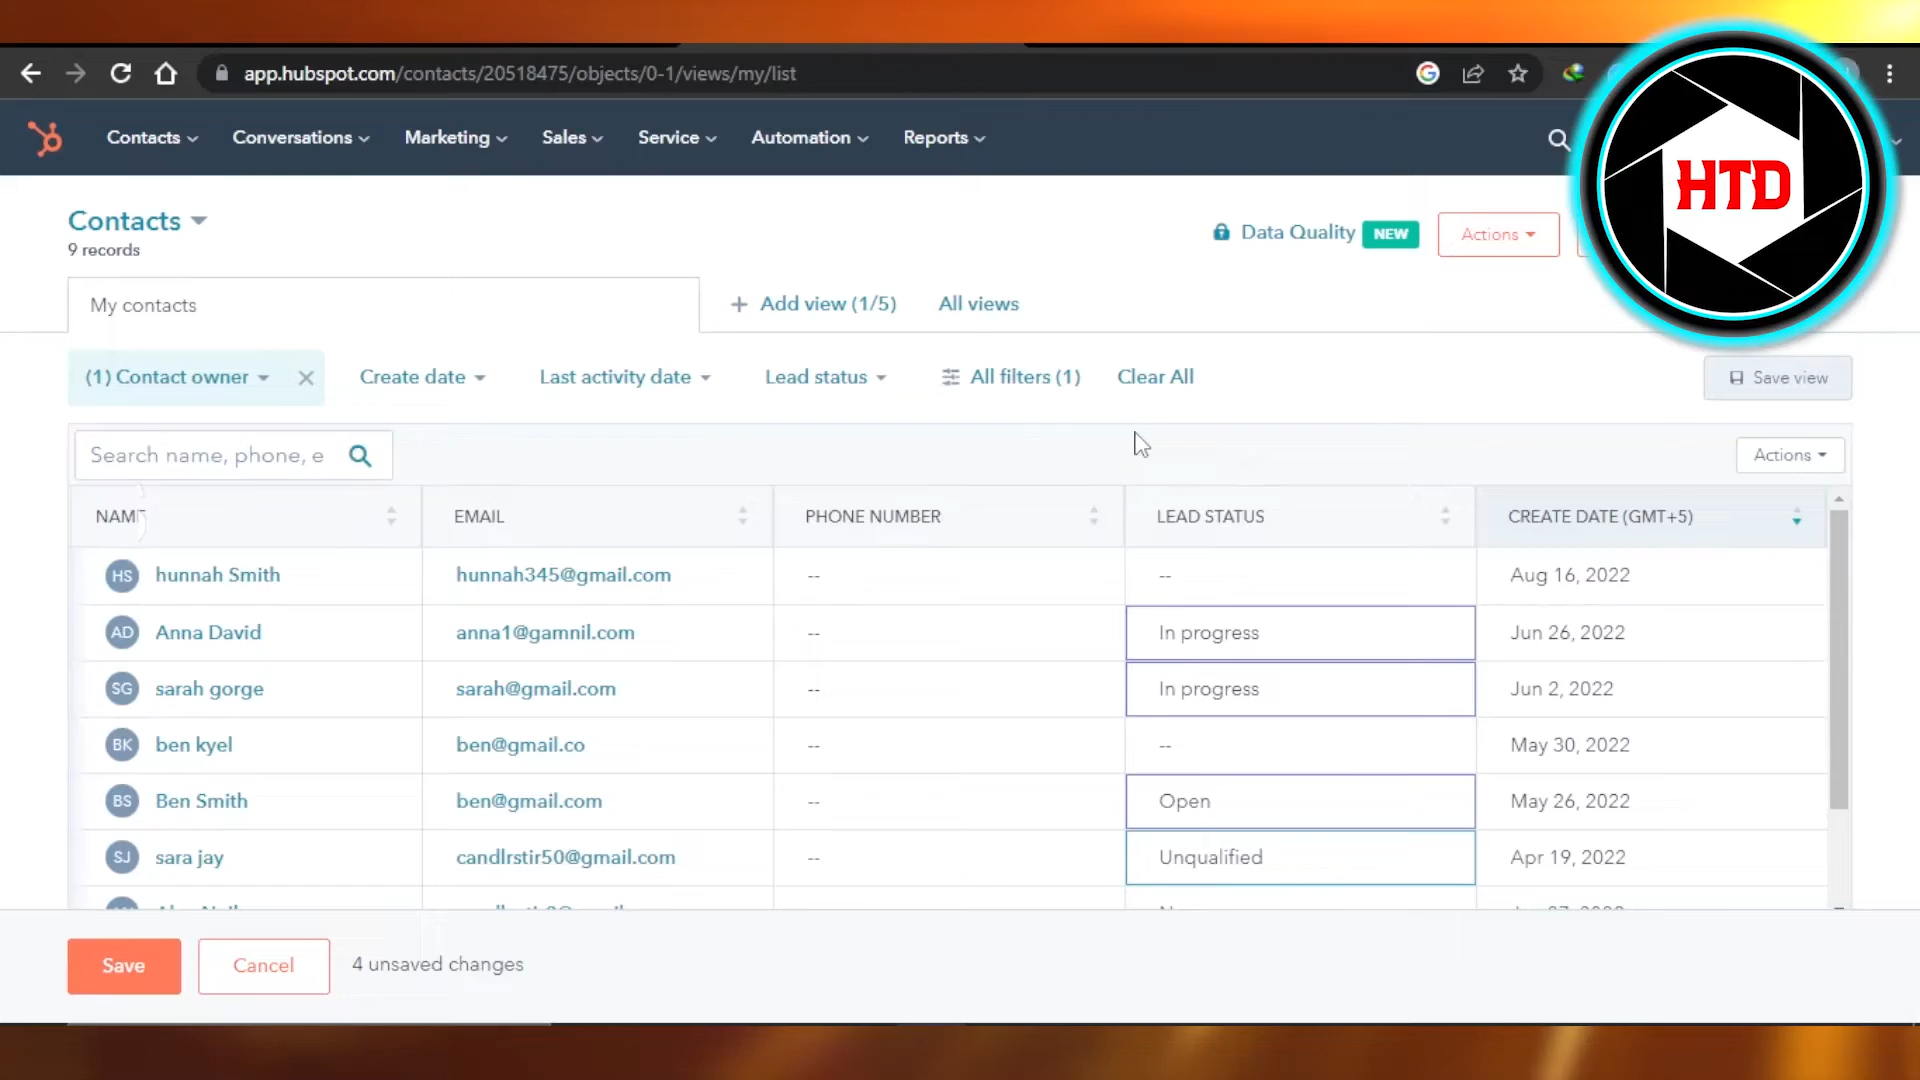 app.hubspot.com/contacts/20518475/objects/0-1/views/my/list
Contacts Conversations Marketing Sales Service Automation Reports
HTD
Contacts
9 records
Data Quality NEW Actions
My contacts
Add view (1/5) All views
(1) Contact owner Create date Last activity date Lead status All filters (1) Clear All Save view
Search name, phone, e Actions
NAME EMAIL PHONE NUMBER LEAD STATUS CREATE DATE (GMT+5)
HS hunnah Smith hunnah345@gmail.com -- -- Aug 16, 2022
AD Anna David anna1@gamnil.com -- In progress Jun 26, 2022
SG sarah gorge sarah@gmail.com -- In progress Jun 2, 2022
BK ben kyel ben@gmail.co -- -- May 30, 2022
BS Ben Smith ben@gmail.com -- Open May 26, 2022
SJ sara jay candlrstir50@gmail.com -- Unqualified Apr 19, 2022
Save Cancel 4 unsaved changes